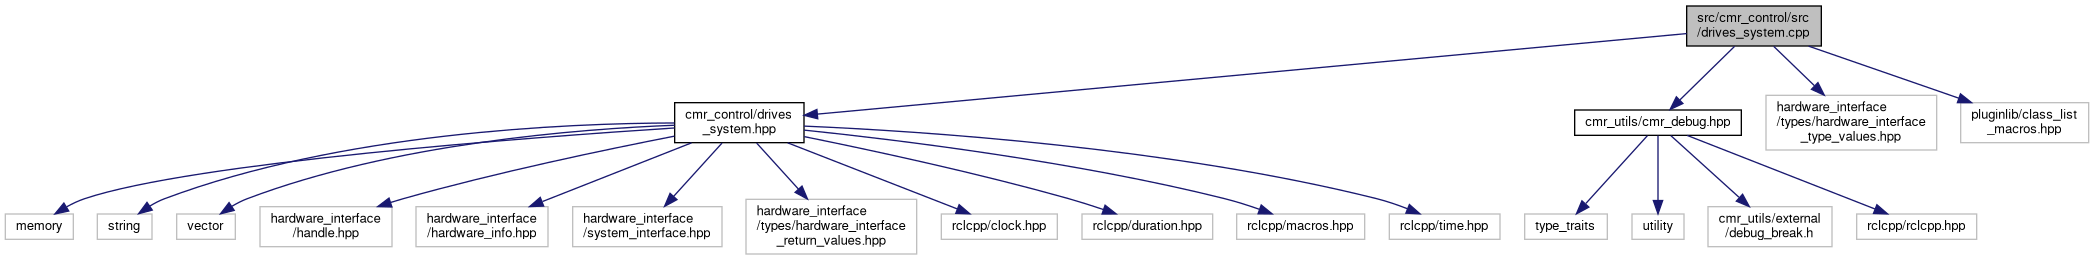 src/cmr_control/src
/drives_system.cpp
cmr_control/drives
_system.hpp
cmr_utils/cmr_debug.hpp
hardware_interface
/types/hardware_interface
_type_values.hpp
pluginlib/class_list
_macros.hpp
memory
string
vector
hardware_interface
/handle.hpp
hardware_interface
/hardware_info.hpp
hardware_interface
/system_interface.hpp
hardware_interface
/types/hardware_interface
_return_values.hpp
rclcpp/clock.hpp
rclcpp/duration.hpp
rclcpp/macros.hpp
rclcpp/time.hpp
type_traits
utility
cmr_utils/external
/debug_break.h
rclcpp/rclcpp.hpp